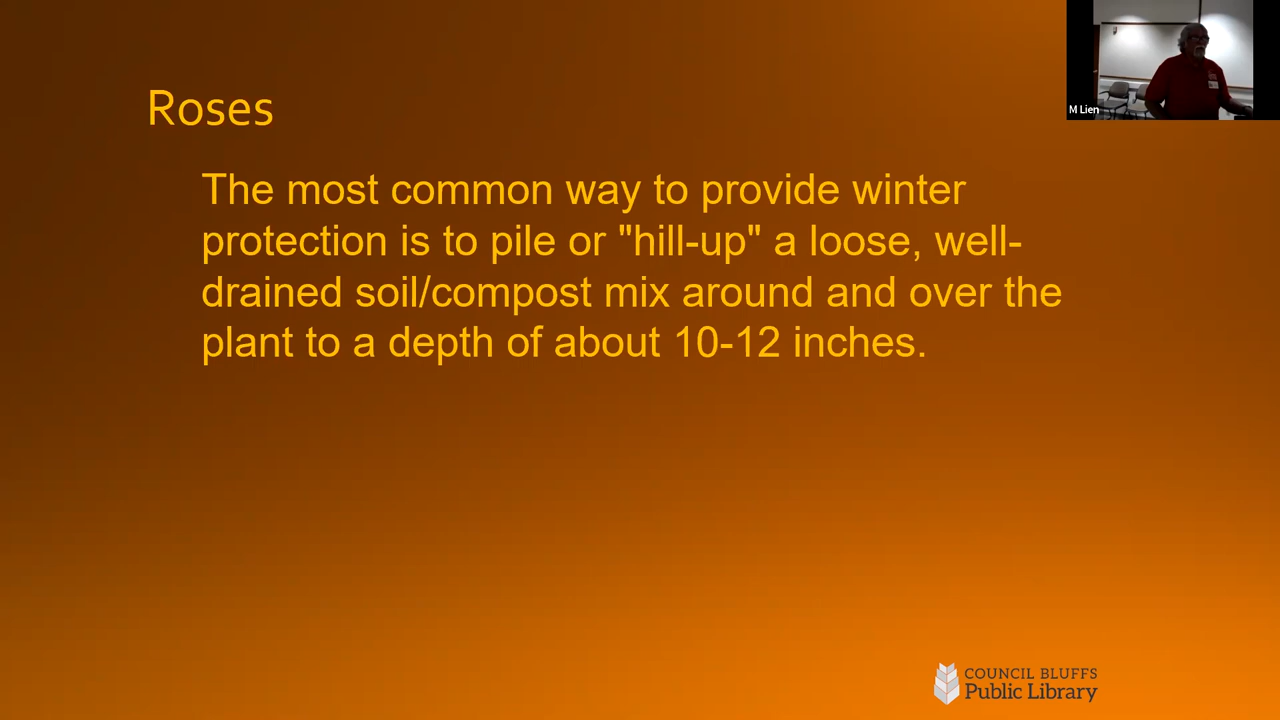 M Lien
Roses
The most common way to provide winter
protection is to pile or "hill-up" a loose, well-
drained soil/compost mix around and over the
plant to a depth of about 10-12 inches.
COUNCIL BLUFFS
Public Library